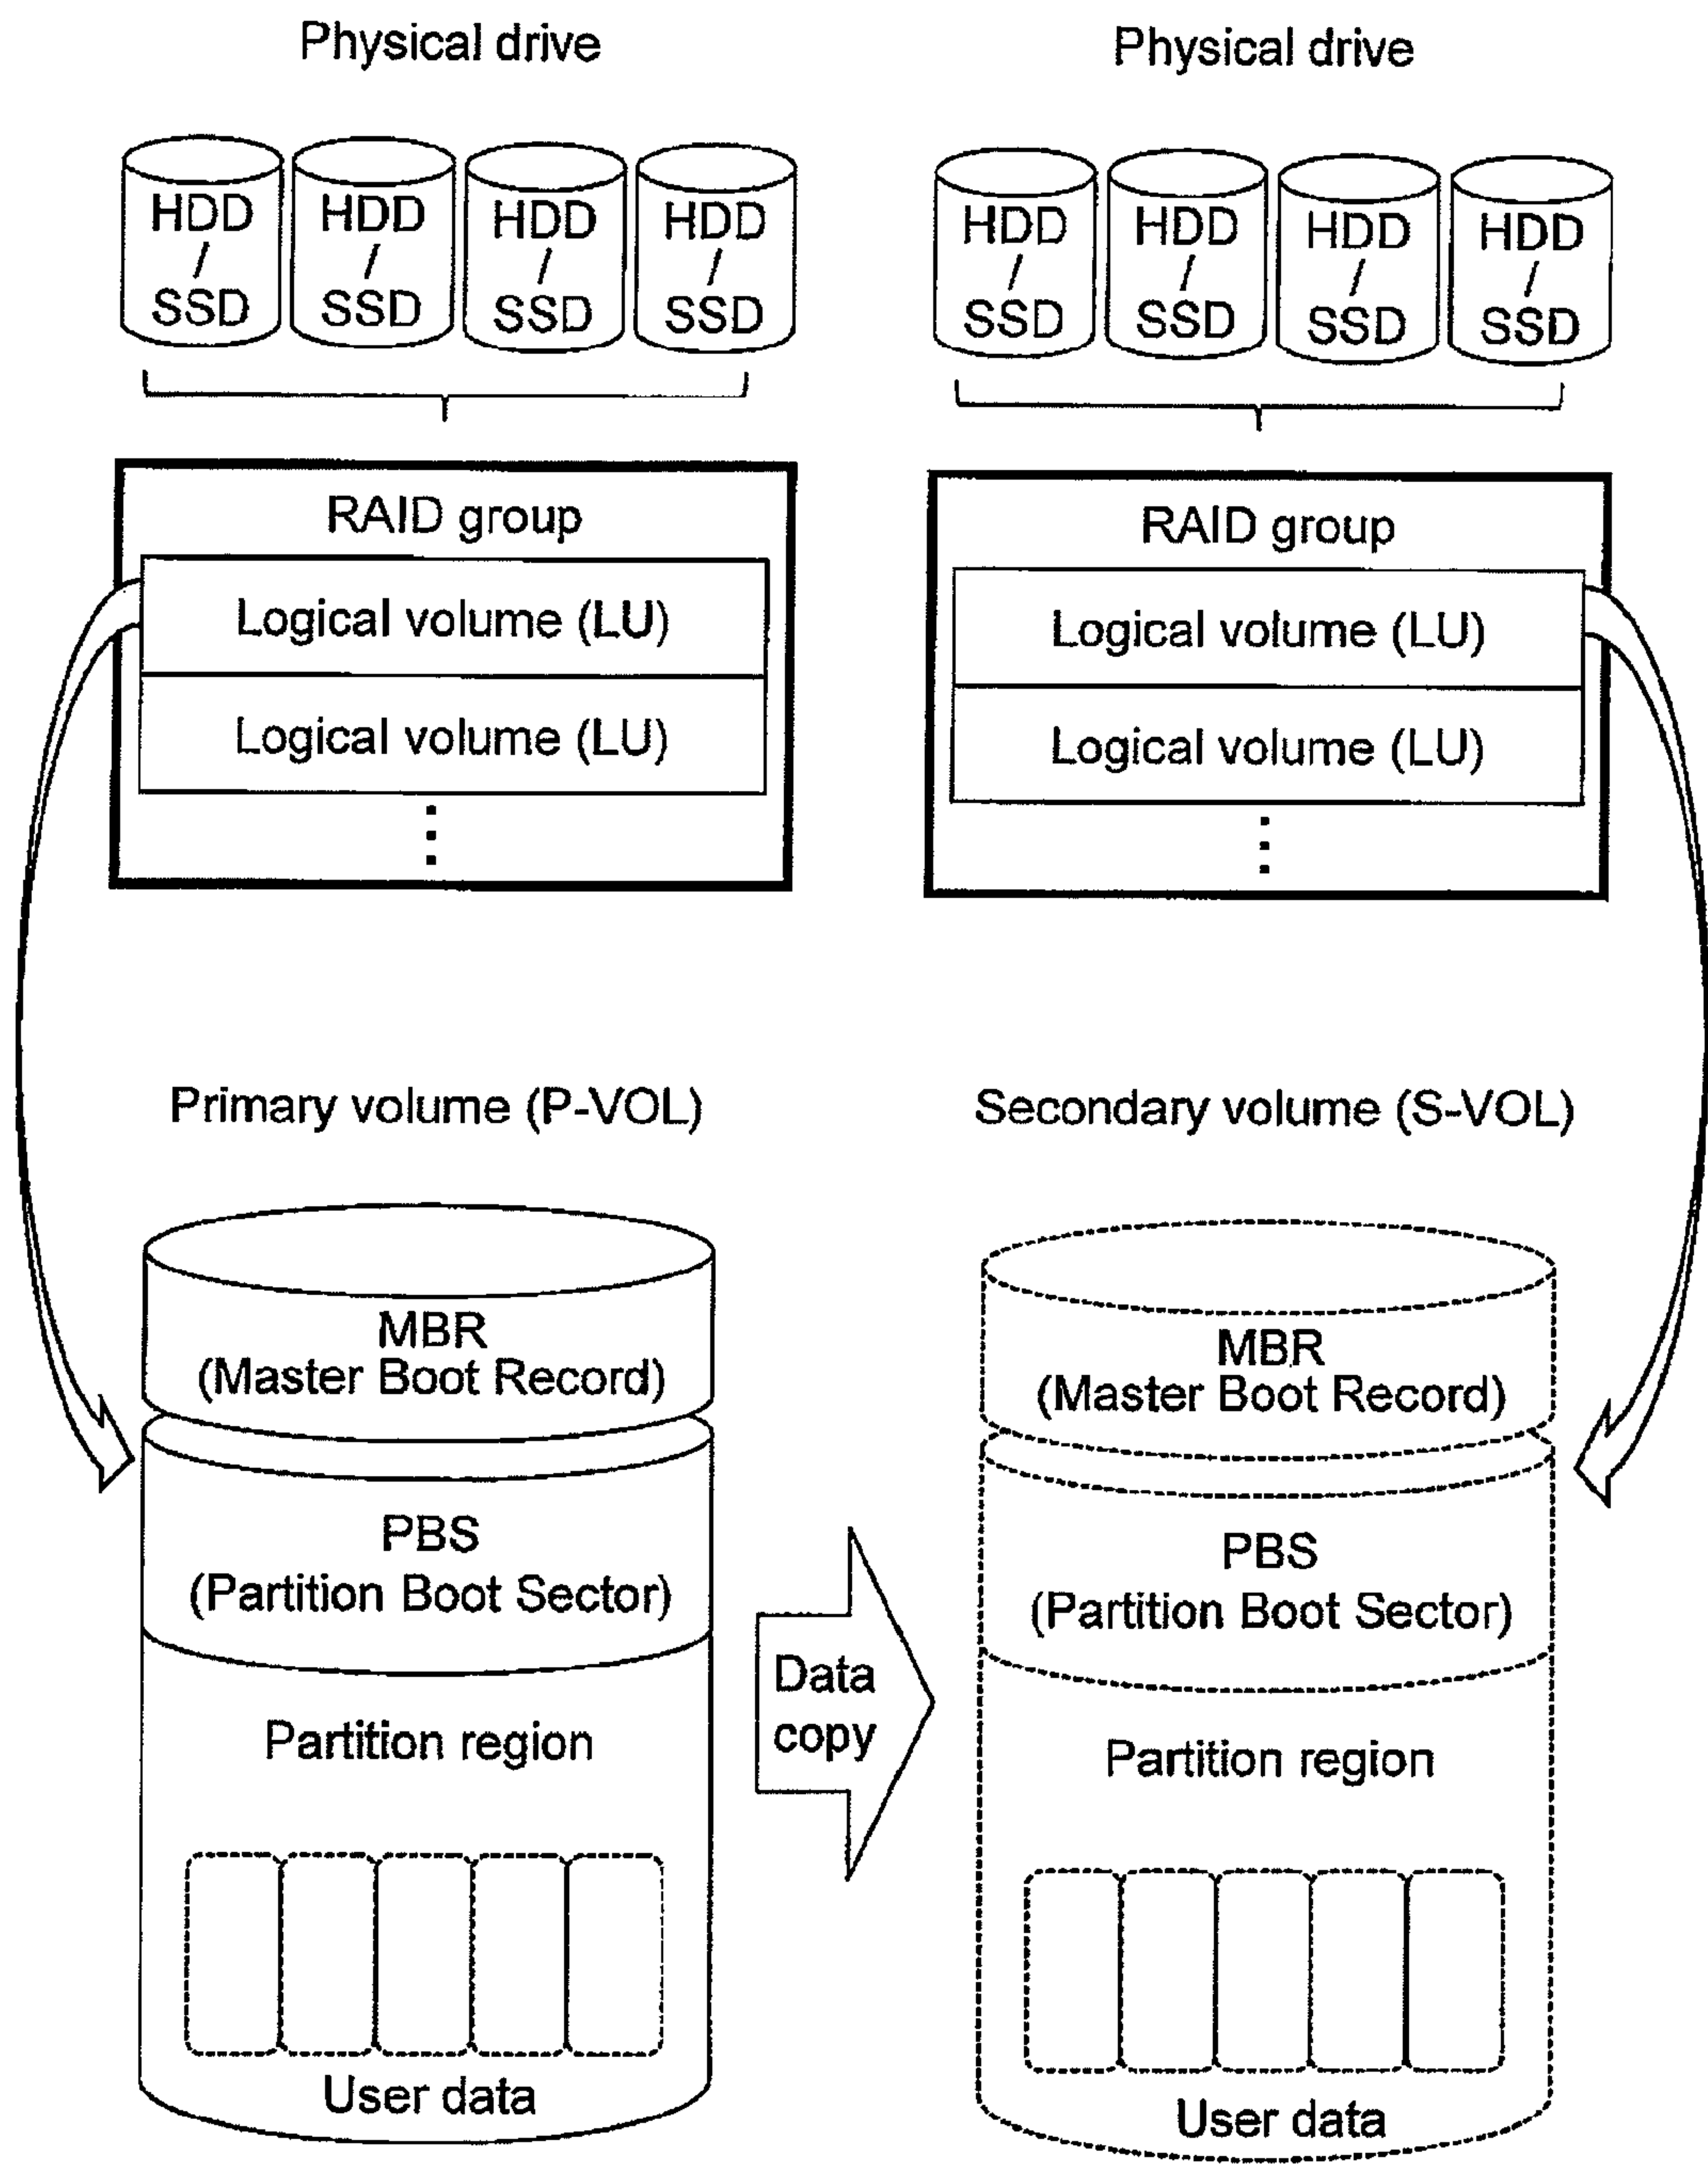 Physical drive
HDD
/
SSD
HDD
/
SSD
HDD
/
SSD
HDD
/
SSD
RAID group
Logical volume (LU)
Logical volume (LU)
Physical drive
HDD
/
SSD
HDD
/
SSD
HDD
/
SSD
HDD
/
SSD
RAID group
Logical volume (LU)
Logical volume (LU)
Primary volume (P-VOL)
MBR
(Master Boot Record)
PBS
(Partition Boot Sector)
Partition region
User data
Data
copy
Secondary volume (S-VOL)
MBR
(Master Boot Record)
PBS
(Partition Boot Sector)
Partition region
User data